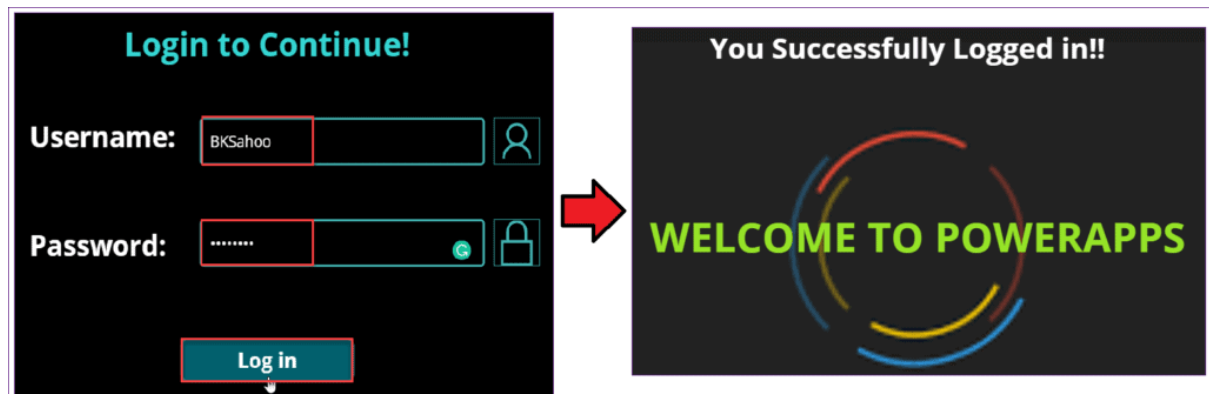 Login to Continue!
Username:
BKSahoo
Password:
••••••••
Log in
You Successfully Logged in!!
WELCOME TO POWERAPPS